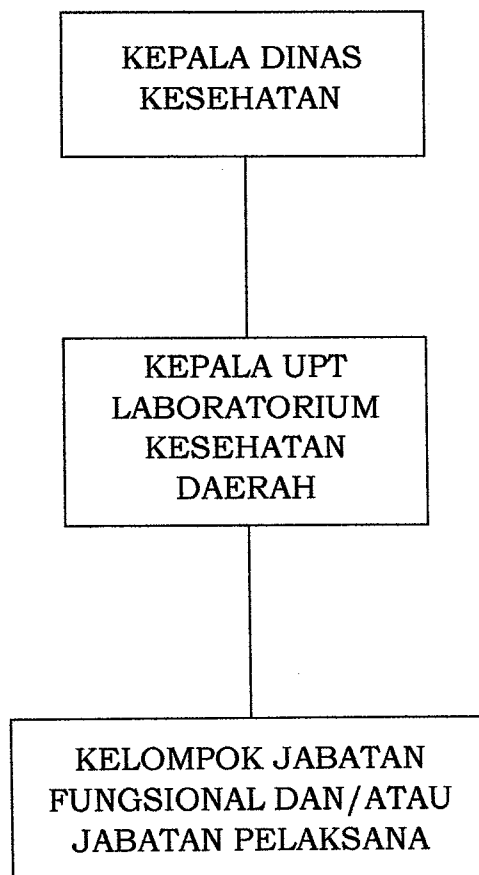 KEPALA DINAS
KESEHATAN
KEPALA UPT
LABORATORIUM
KESEHATAN
DAERAH
KELOMPOK JABATAN
FUNGSIONAL DAN/ATAU
JABATAN PELAKSANA